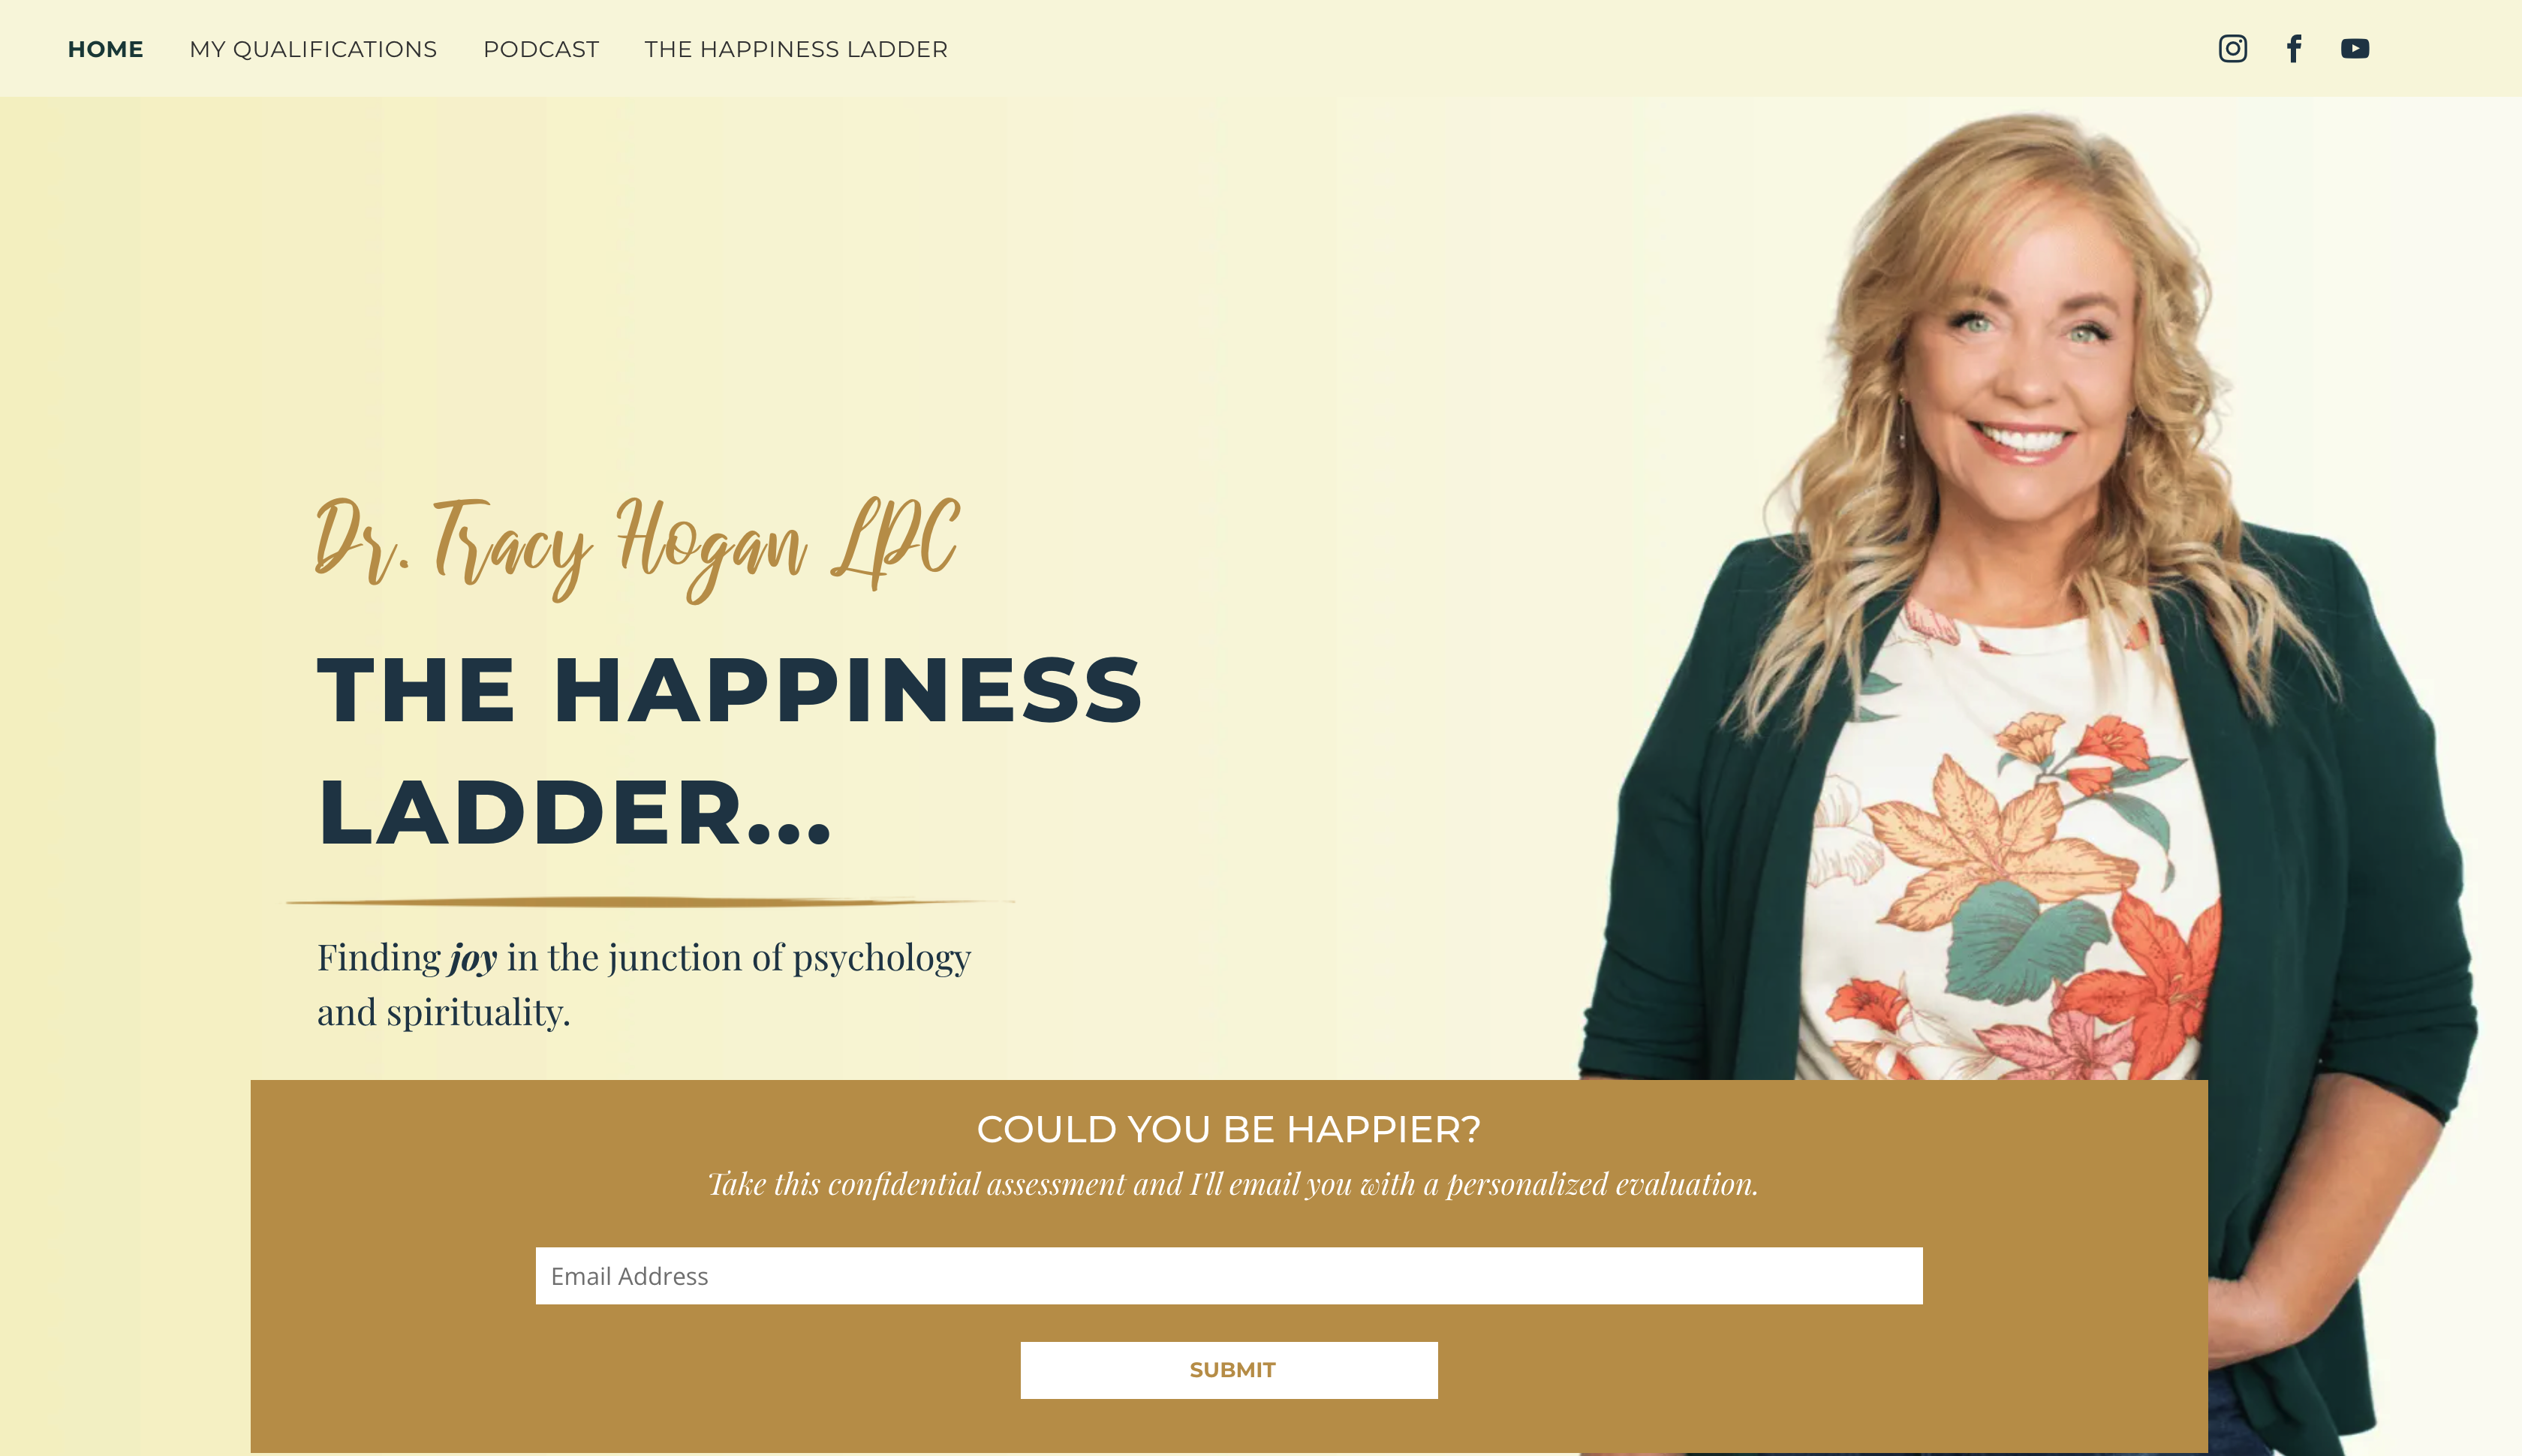 HOME MY QUALIFICATIONS PODCAST THE HAPPINESS LADDER
Dr. Tracy Hogan LPC
THE HAPPINESS
LADDER...
Finding joy in the junction of psychology
and spirituality.
COULD YOU BE HAPPIER?
Take this confidential assessment and I'll email you with a personalized evaluation.
Email Address
SUBMIT